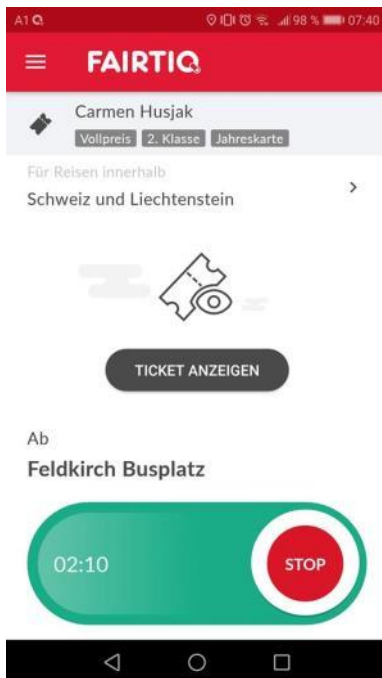 A1 98 % 07:40
FAIRTIQ
Carmen Husjak
Vollpreis 2. Klasse Jahreskarte
Für Reisen innerhalb
Schweiz und Liechtenstein
TICKET ANZEIGEN
Ab
Feldkirch Busplatz
02:10 STOP